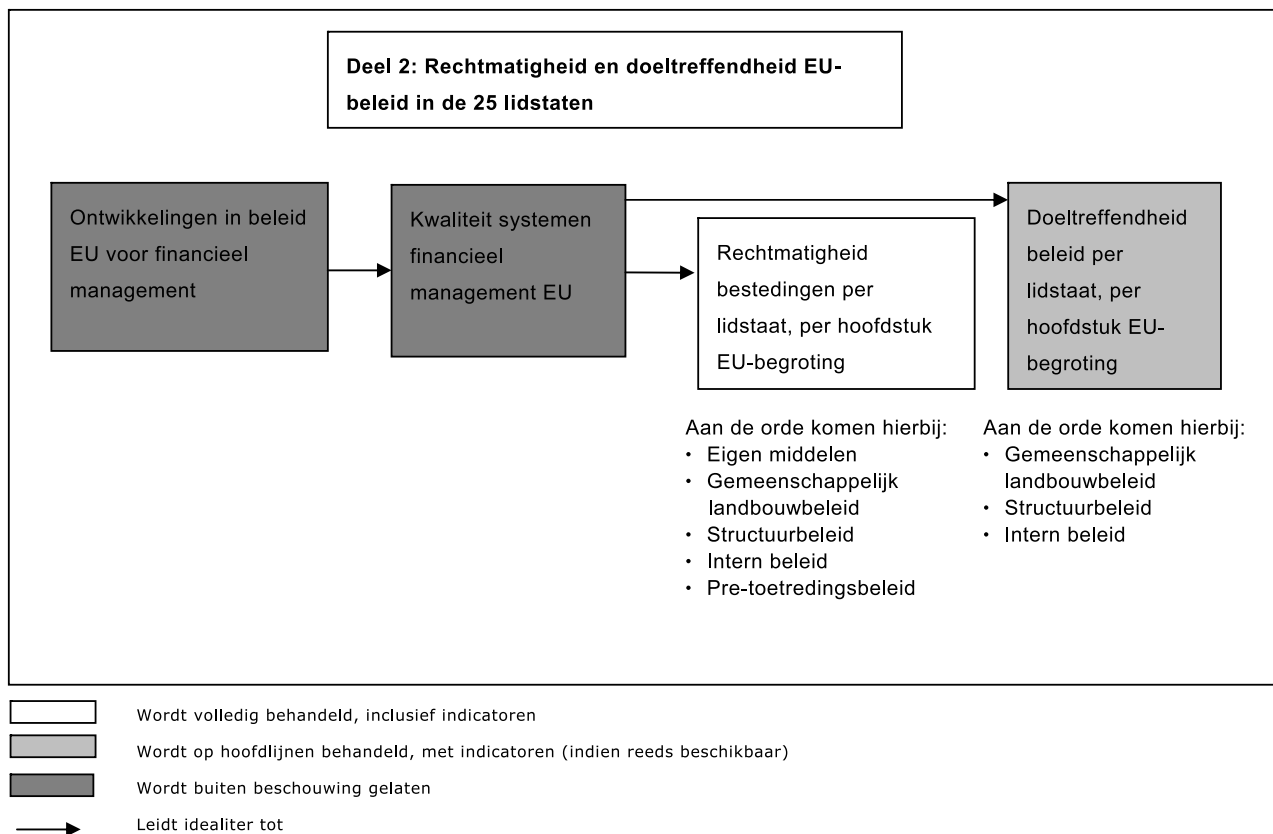 Deel 2: Rechtmatigheid en doeltreffendheid EU-
beleid in de 25 lidstaten
Ontwikkelingen in beleid
EU voor financieel
management
Kwaliteit systemen
financieel
management EU
Rechtmatigheid
bestedingen per
lidstaat, per hoofdstuk
EU-begroting
Doeltreffendheid
beleid per
lidstaat, per
hoofdstuk EU-
begroting
Aan de orde komen hierbij:
• Eigen middelen
• Gemeenschappelijk
landbouwbeleid
• Structuurbeleid
• Intern beleid
• Pre-toetredingsbeleid
Aan de orde komen hierbij:
• Gemeenschappelijk
landbouwbeleid
• Structuurbeleid
• Intern beleid
Wordt volledig behandeld, inclusief indicatoren
Wordt op hoofdlijnen behandeld, met indicatoren (indien reeds beschikbaar)
Wordt buiten beschouwing gelaten
Leidt idealiter tot